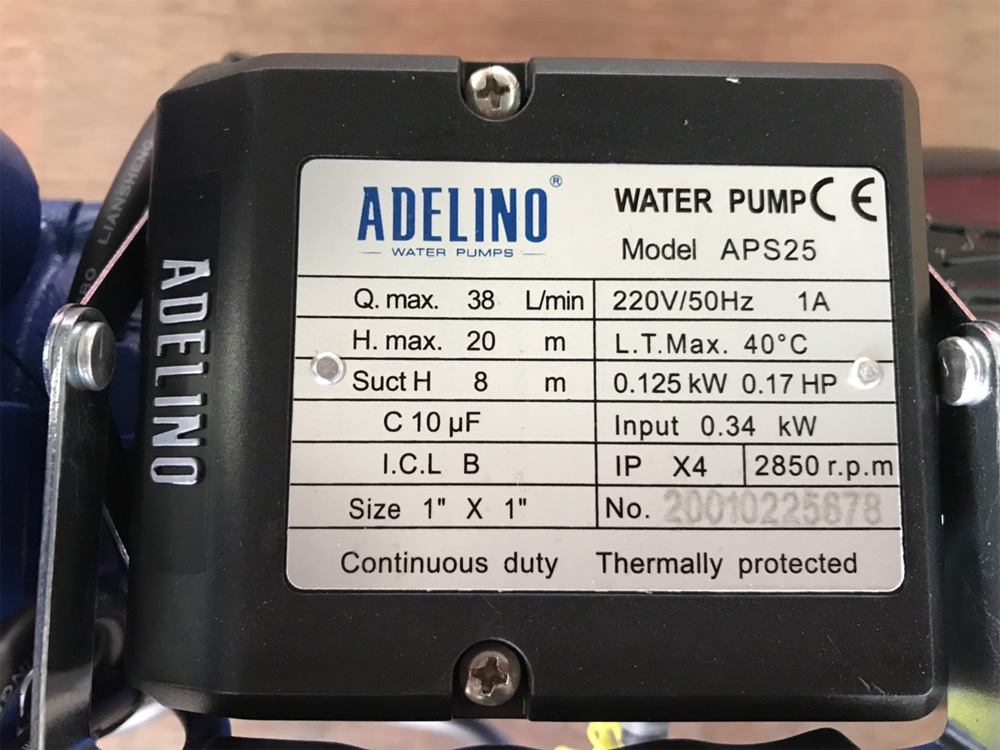 ADELINO®
WATER PUMPS
WATER PUMP CE
Model APS25
Q. max. 38 L/min
220V/50Hz 1A
H. max. 20 m
L.T.Max. 40°C
Suct H 8 m
0.125 kW 0.17 HP
C 10 µF
Input 0.34 kW
I.C.L B
IP X4
2850 r.p.m
Size 1" X 1"
No. 20010225678
Continuous duty Thermally protected
ADELINO
LIANSHENG